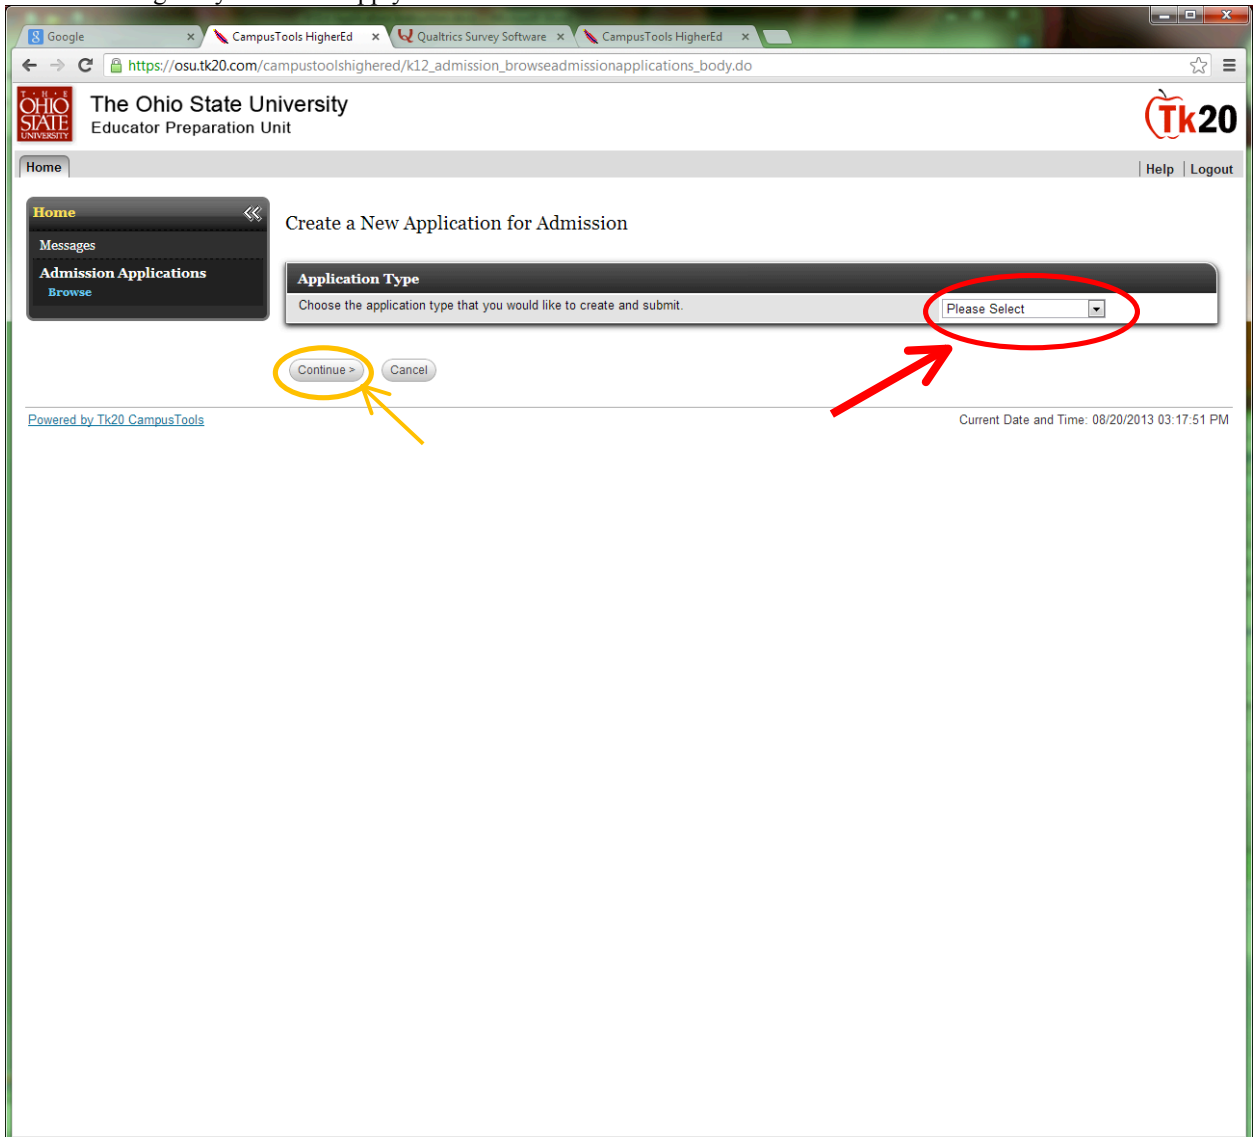 Google
CampusTools HigherEd
Qualtrics Survey Software
CampusTools HigherEd
https://osu.tk20.com/campustoolshighered/k12_admission_browseadmissionapplications_body.do
T·H·E
OHIO
STATE
UNIVERSITY
The Ohio State University
Educator Preparation Unit
Tk20
Home
Help | Logout
Home
Messages
Admission Applications
Browse
Create a New Application for Admission
Application Type
Choose the application type that you would like to create and submit.
Please Select
Continue >
Cancel
Powered by Tk20 CampusTools
Current Date and Time: 08/20/2013 03:17:51 PM